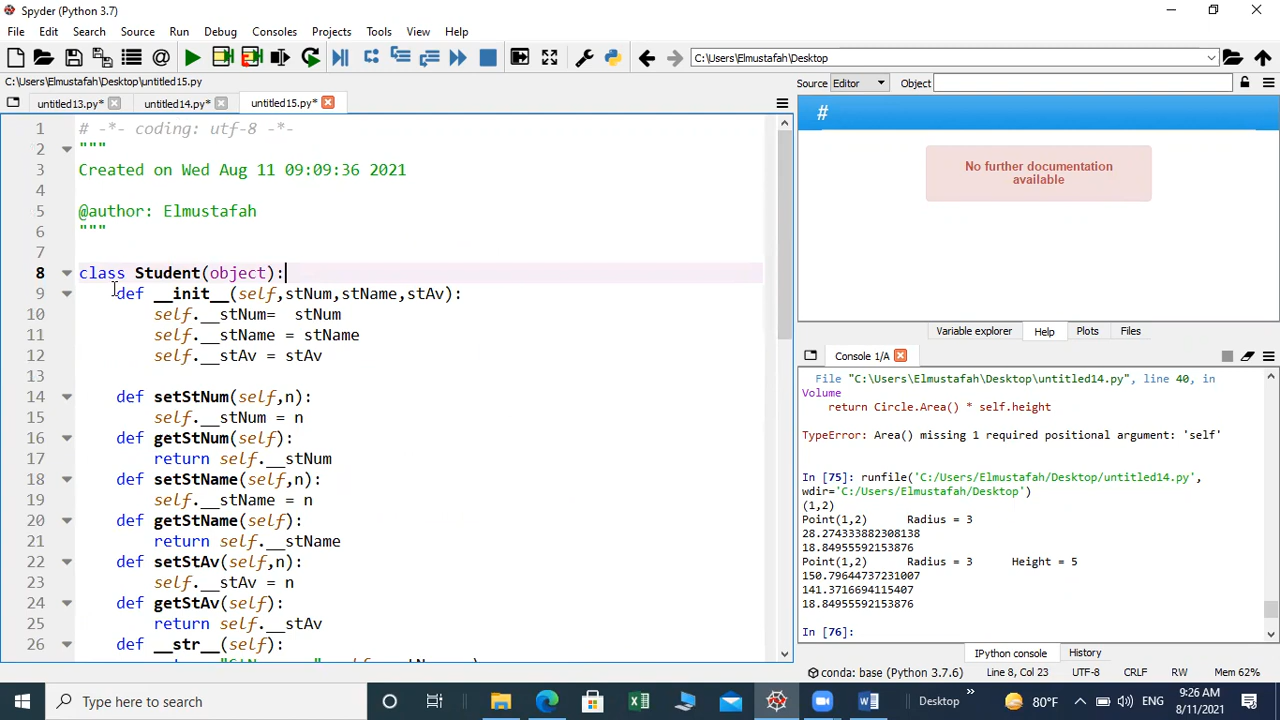 Spyder (Python 3.7)
File Edit Search Source Run Debug Consoles Projects Tools View Help
C:\Users\Elmustafah\Desktop
C:\Users\Elmustafah\Desktop\untitled15.py
untitled13.py* untitled14.py* untitled15.py*
Source Editor Object
1 # -*- coding: utf-8 -*-
2 """
3 Created on Wed Aug 11 09:09:36 2021
4
5 @author: Elmustafah
6 """
7
8 class Student(object):
9 def __init__(self,stNum,stName,stAv):
10 self.__stNum=  stNum
11 self.__stName = stName
12 self.__stAv = stAv
13
14 def setStNum(self,n):
15 self.__stNum = n
16 def getStNum(self):
17 return self.__stNum
18 def setStName(self,n):
19 self.__stName = n
20 def getStName(self):
21 return self.__stName
22 def setStAv(self,n):
23 self.__stAv = n
24 def getStAv(self):
25 return self.__stAv
26 def __str__(self):
#
No further documentation
available
Variable explorer Help Plots Files
Console 1/A
File "C:\Users\Elmustafah\Desktop\untitled14.py", line 40, in
Volume
return Circle.Area() * self.height
TypeError: Area() missing 1 required positional argument: 'self'
In [75]: runfile('C:/Users/Elmustafah/Desktop/untitled14.py',
wdir='C:/Users/Elmustafah/Desktop')
(1,2)
Point(1,2) Radius = 3
28.274333882308138
18.84955592153876
Point(1,2) Radius = 3 Height = 5
150.79644737231007
141.3716694115407
18.84955592153876
In [76]:
IPython console History
conda: base (Python 3.7.6) Line 8, Col 23 UTF-8 CRLF RW Mem 62%
Type here to search
Desktop » 80°F ENG 9:26 AM
8/11/2021